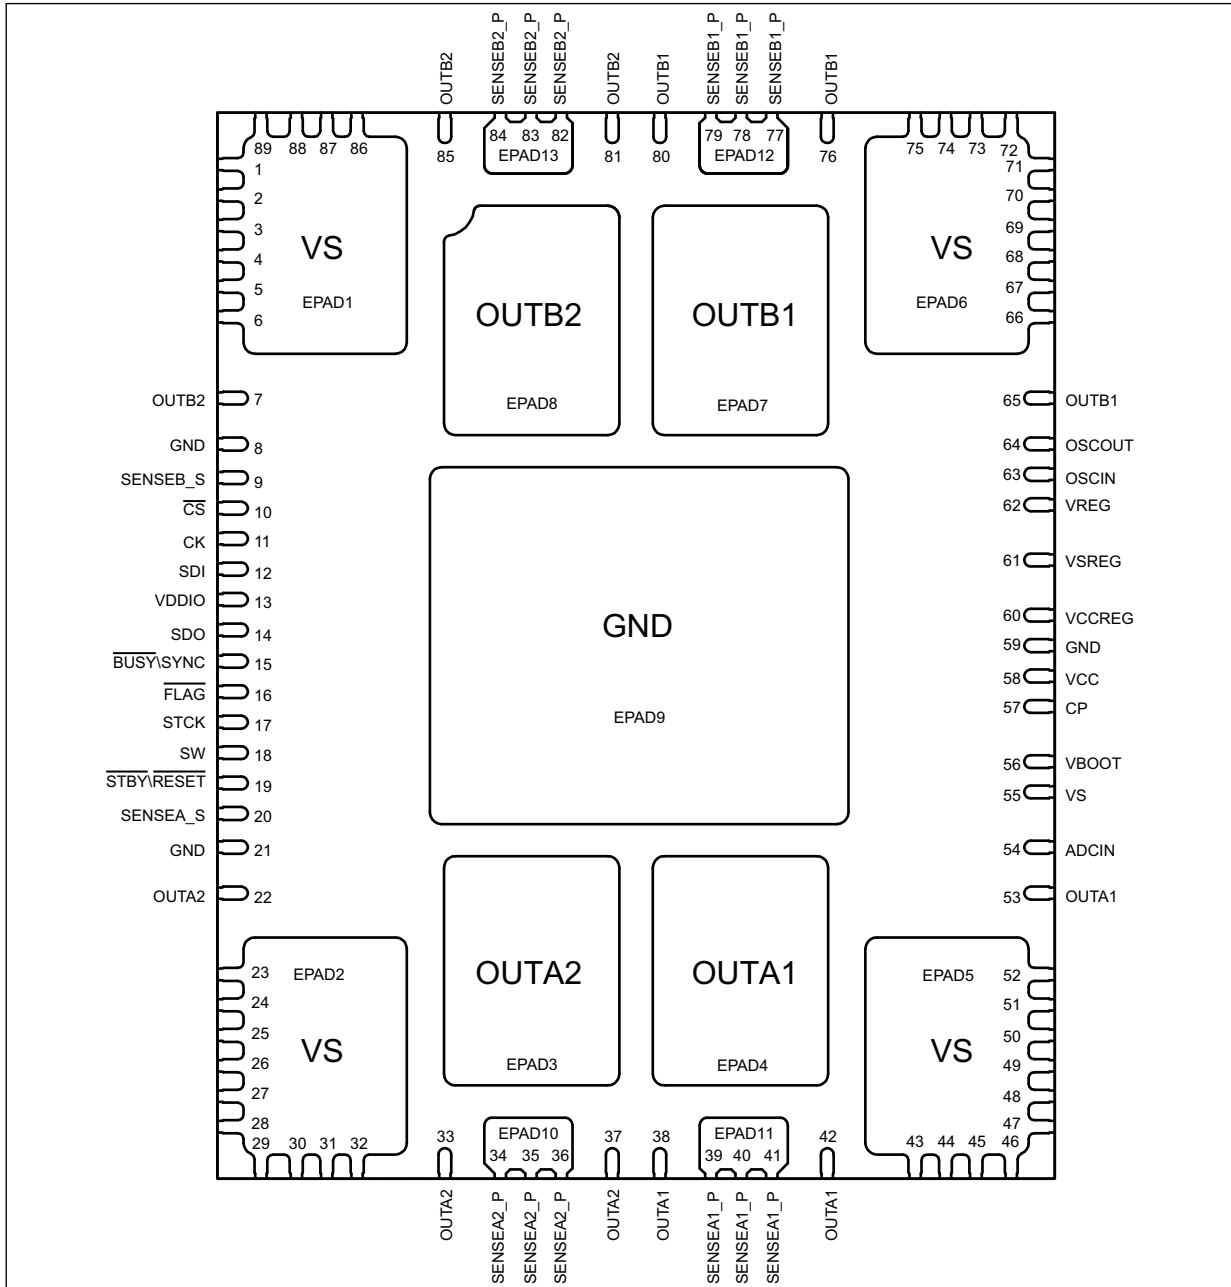 OUTB2
SENSEB2_P
SENSEB2_P
SENSEB2_P
OUTB2
OUTB1
SENSEB1_P
SENSEB1_P
SENSEB1_P
OUTB1
89 88 87 86
85
84 83 82
EPAD13
81
80
79 78 77
EPAD12
76
75 74 73 72
1
2
3
4
5
6
VS
EPAD1
OUTB2
EPAD8
OUTB1
EPAD7
VS
EPAD6
71
70
69
68
67
66
OUTB2 7
GND 8
SENSEB_S 9
CS 10
CK 11
SDI 12
VDDIO 13
SDO 14
BUSY\SYNC 15
FLAG 16
STCK 17
SW 18
STBY\RESET 19
SENSEA_S 20
GND 21
OUTA2 22
GND
EPAD9
65 OUTB1
64 OSCOUT
63 OSCIN
62 VREG
61 VSREG
60 VCCREG
59 GND
58 VCC
57 CP
56 VBOOT
55 VS
54 ADCIN
53 OUTA1
23
24
25
26
27
28
EPAD2
VS
OUTA2
EPAD3
OUTA1
EPAD4
EPAD5
VS
52
51
50
49
48
47
29 30 31 32
33
EPAD10
34 35 36
37
38
EPAD11
39 40 41
42
43 44 45 46
OUTA2
SENSEA2_P
SENSEA2_P
SENSEA2_P
OUTA2
OUTA1
SENSEA1_P
SENSEA1_P
SENSEA1_P
OUTA1